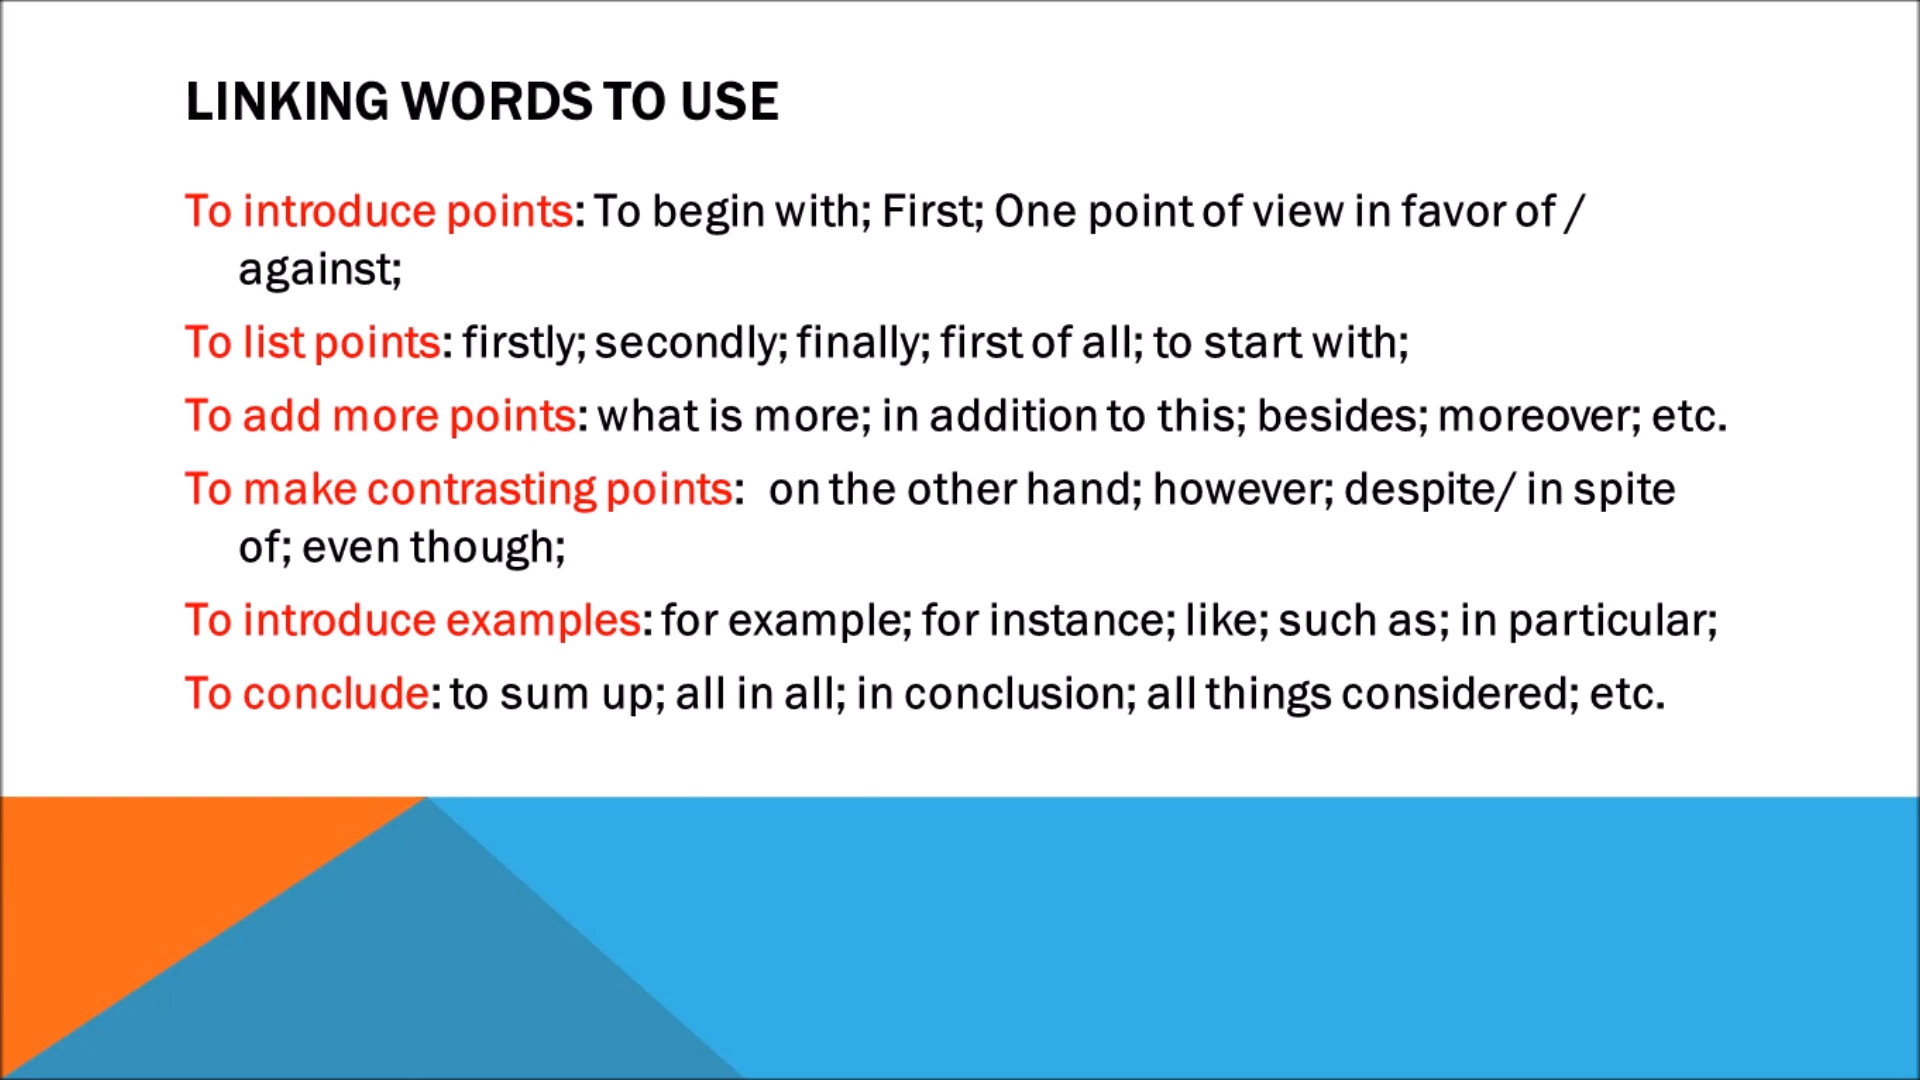 LINKING WORDS TO USE
To introduce points: To begin with; First; One point of view in favor of /
against;
To list points: firstly; secondly; finally; first of all; to start with;
To add more points: what is more; in addition to this; besides; moreover; etc.
To make contrasting points:  on the other hand; however; despite/ in spite
of; even though;
To introduce examples: for example; for instance; like; such as; in particular;
To conclude: to sum up; all in all; in conclusion; all things considered; etc.